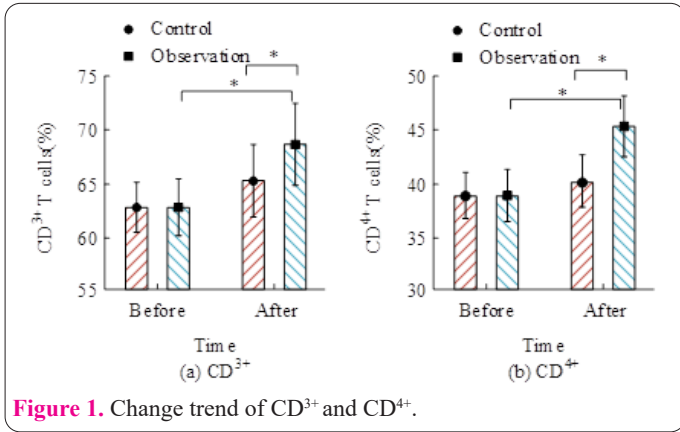 Control
Observation
*
*
75
70
65
60
55
CD³⁺ T cells(%)
Before
After
Time
(a) CD³⁺
Control
Observation
*
*
50
45
40
35
30
CD⁴⁺ T cells(%)
Before
After
Time
(b) CD⁴⁺
Figure 1. Change trend of CD³⁺ and CD⁴⁺.